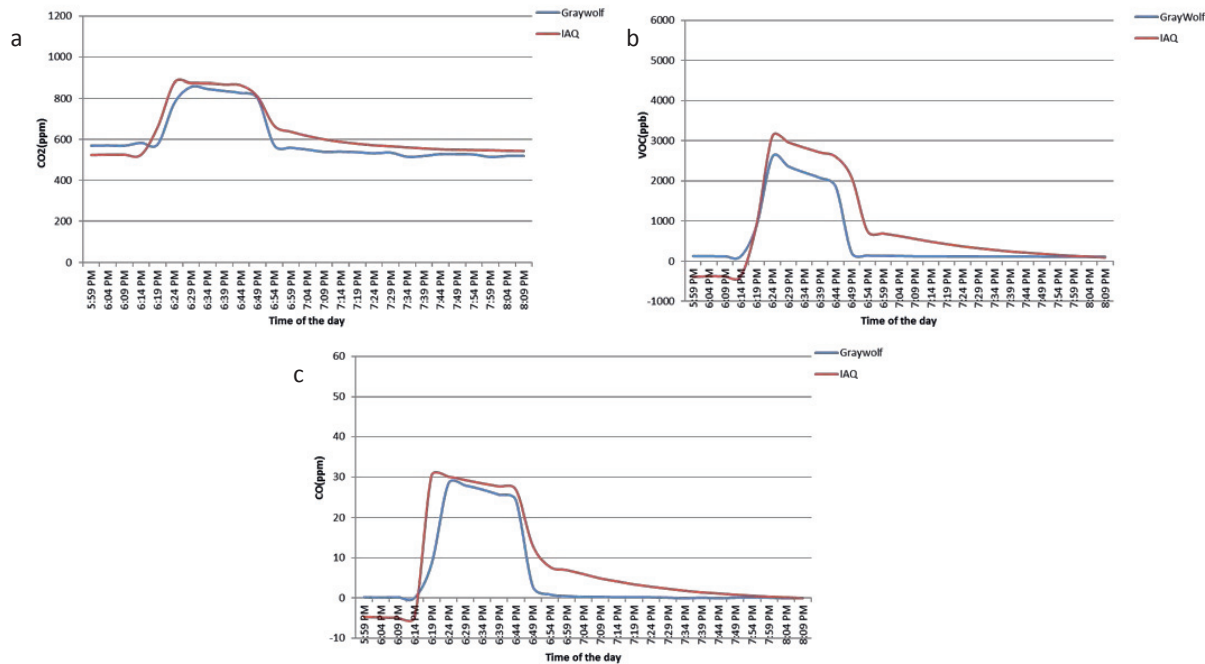 a
1200
1000
800
600
400
200
0
CO2(ppm)
5:59 PM
6:04 PM
6:09 PM
6:14 PM
6:19 PM
6:24 PM
6:29 PM
6:34 PM
6:39 PM
6:44 PM
6:49 PM
6:54 PM
6:59 PM
7:04 PM
7:09 PM
7:14 PM
7:19 PM
7:24 PM
7:29 PM
7:34 PM
7:39 PM
7:44 PM
7:49 PM
7:54 PM
7:59 PM
8:04 PM
8:09 PM
Time of the day
Graywolf
IAQ
b
6000
5000
4000
3000
2000
1000
0
-1000
VOC(ppb)
5:59 PM
6:04 PM
6:09 PM
6:14 PM
6:19 PM
6:24 PM
6:29 PM
6:34 PM
6:39 PM
6:44 PM
6:49 PM
6:54 PM
6:59 PM
7:04 PM
7:09 PM
7:14 PM
7:19 PM
7:24 PM
7:29 PM
7:34 PM
7:39 PM
7:44 PM
7:49 PM
7:54 PM
7:59 PM
8:04 PM
8:09 PM
Time of the day
GrayWolf
IAQ
c
60
50
40
30
20
10
0
-10
CO(ppm)
5:59 PM
6:04 PM
6:09 PM
6:14 PM
6:19 PM
6:24 PM
6:29 PM
6:34 PM
6:39 PM
6:44 PM
6:49 PM
6:54 PM
6:59 PM
7:04 PM
7:09 PM
7:14 PM
7:19 PM
7:24 PM
7:29 PM
7:34 PM
7:39 PM
7:44 PM
7:49 PM
7:54 PM
7:59 PM
8:04 PM
8:09 PM
Time of the day
Graywolf
IAQ